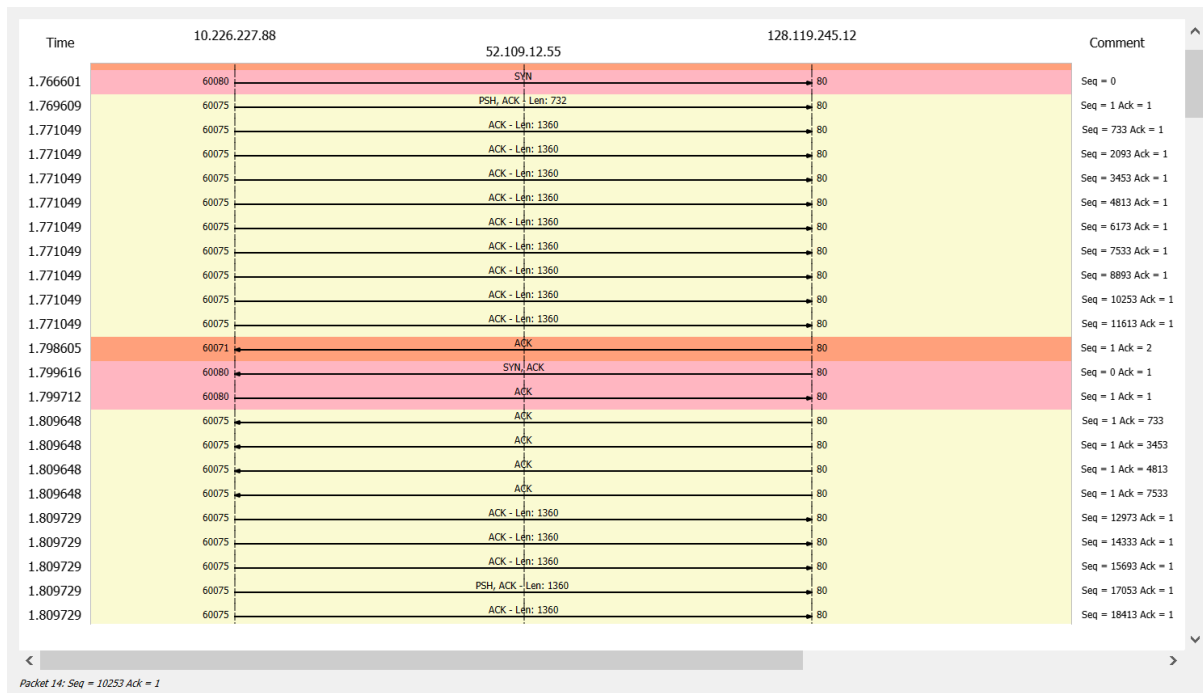 Time 10.226.227.88 52.109.12.55 128.119.245.12 Comment
1.766601 60080 SYN 80 Seq = 0
1.769609 60075 PSH, ACK - Len: 732 80 Seq = 1 Ack = 1
1.771049 60075 ACK - Len: 1360 80 Seq = 733 Ack = 1
1.771049 60075 ACK - Len: 1360 80 Seq = 2093 Ack = 1
1.771049 60075 ACK - Len: 1360 80 Seq = 3453 Ack = 1
1.771049 60075 ACK - Len: 1360 80 Seq = 4813 Ack = 1
1.771049 60075 ACK - Len: 1360 80 Seq = 6173 Ack = 1
1.771049 60075 ACK - Len: 1360 80 Seq = 7533 Ack = 1
1.771049 60075 ACK - Len: 1360 80 Seq = 8893 Ack = 1
1.771049 60075 ACK - Len: 1360 80 Seq = 10253 Ack = 1
1.771049 60075 ACK - Len: 1360 80 Seq = 11613 Ack = 1
1.798605 60071 ACK 80 Seq = 1 Ack = 2
1.799616 60080 SYN, ACK 80 Seq = 0 Ack = 1
1.799712 60080 ACK 80 Seq = 1 Ack = 1
1.809648 60075 ACK 80 Seq = 1 Ack = 733
1.809648 60075 ACK 80 Seq = 1 Ack = 3453
1.809648 60075 ACK 80 Seq = 1 Ack = 4813
1.809648 60075 ACK 80 Seq = 1 Ack = 7533
1.809729 60075 ACK - Len: 1360 80 Seq = 12973 Ack = 1
1.809729 60075 ACK - Len: 1360 80 Seq = 14333 Ack = 1
1.809729 60075 ACK - Len: 1360 80 Seq = 15693 Ack = 1
1.809729 60075 PSH, ACK - Len: 1360 80 Seq = 17053 Ack = 1
1.809729 60075 ACK - Len: 1360 80 Seq = 18413 Ack = 1
Packet 14: Seq = 10253 Ack = 1